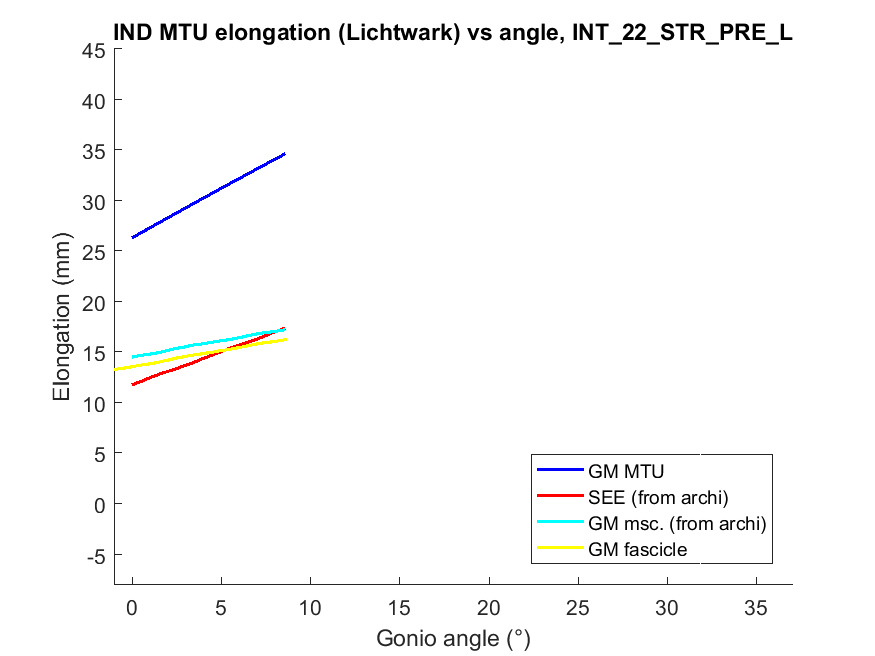 IND MTU elongation (Lichtwark) vs angle, INT_22_STR_PRE_L
45
40
35
30
25
20
15
10
5
0
-5
Elongation (mm)
GM MTU
SEE (from archi)
GM msc. (from archi)
GM fascicle
0 5 10 15 20 25 30 35
Gonio angle (°)